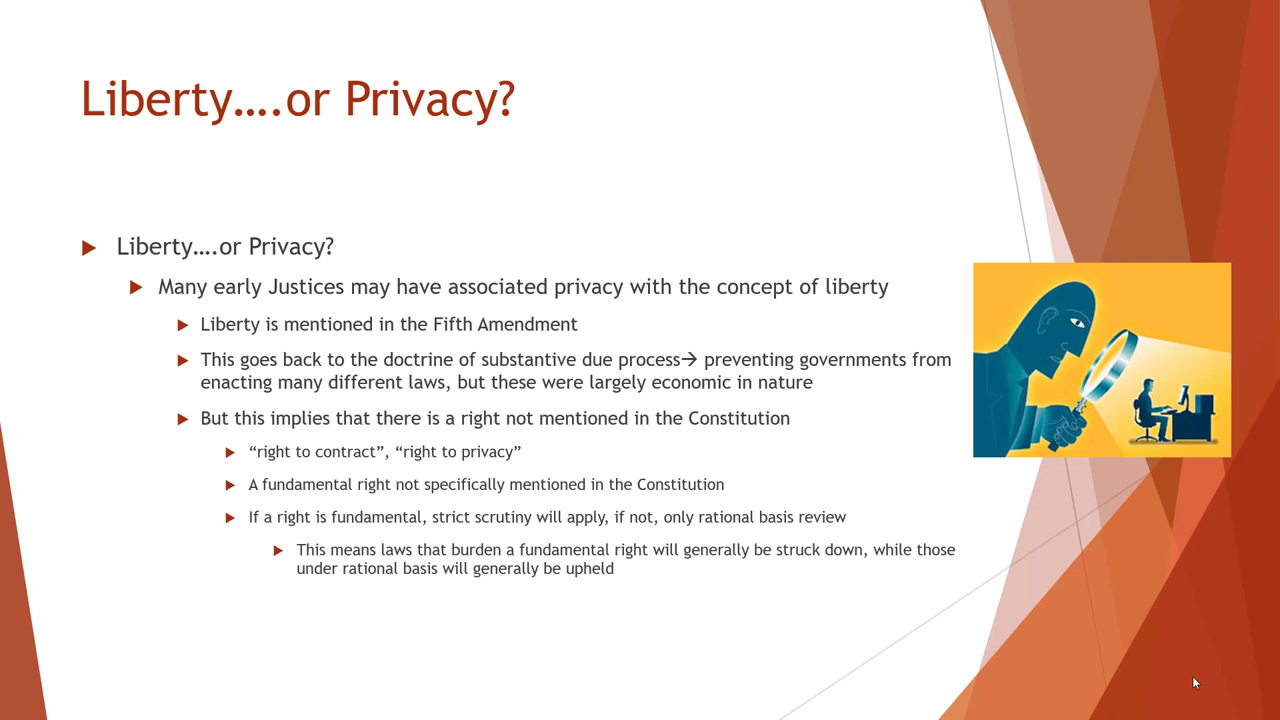 Liberty....or Privacy?
Liberty....or Privacy?
Many early Justices may have associated privacy with the concept of liberty
Liberty is mentioned in the Fifth Amendment
This goes back to the doctrine of substantive due process→ preventing governments from
enacting many different laws, but these were largely economic in nature
But this implies that there is a right not mentioned in the Constitution
“right to contract”, “right to privacy”
A fundamental right not specifically mentioned in the Constitution
If a right is fundamental, strict scrutiny will apply, if not, only rational basis review
This means laws that burden a fundamental right will generally be struck down, while those
under rational basis will generally be upheld